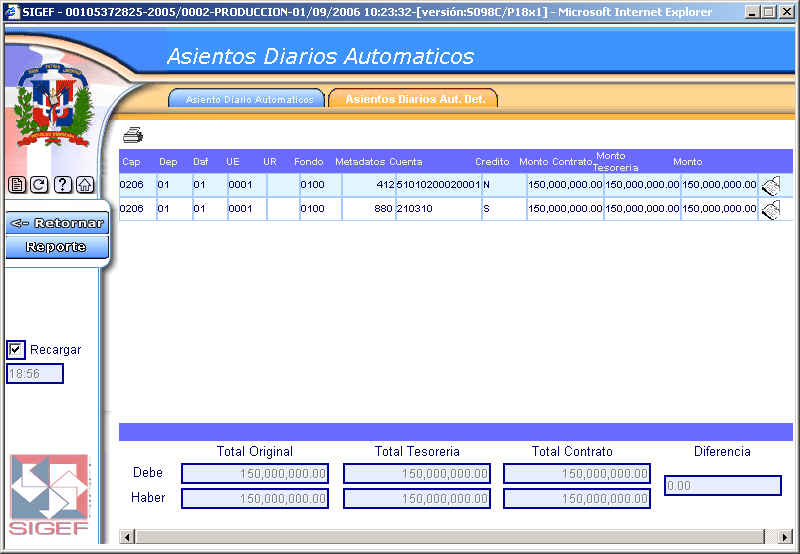 SIGEF - 00105372825-2005/0002-PRODUCCION-01/09/2006 10:23:32-[versión:S098C/P18x1] - Microsoft Internet Explorer
Asientos Diarios Automaticos
Asiento Diario Automaticos Asientos Diarios Aut. Det.
Cap Dep Daf UE UR Fondo Metadatos Cuenta Credito Monto Contrato Monto Tesoreria Monto
0206 01 01 0001 0100 412 51010200020001 N 150,000,000.00 150,000,000.00 150,000,000.00
0206 01 01 0001 0100 880 210310 S 150,000,000.00 150,000,000.00 150,000,000.00
<- Retornar
Reporte
Recargar
18:56
Total Original Total Tesoreria Total Contrato Diferencia
Debe 150,000,000.00 150,000,000.00 150,000,000.00
0.00
Haber 150,000,000.00 150,000,000.00 150,000,000.00
SIGEF